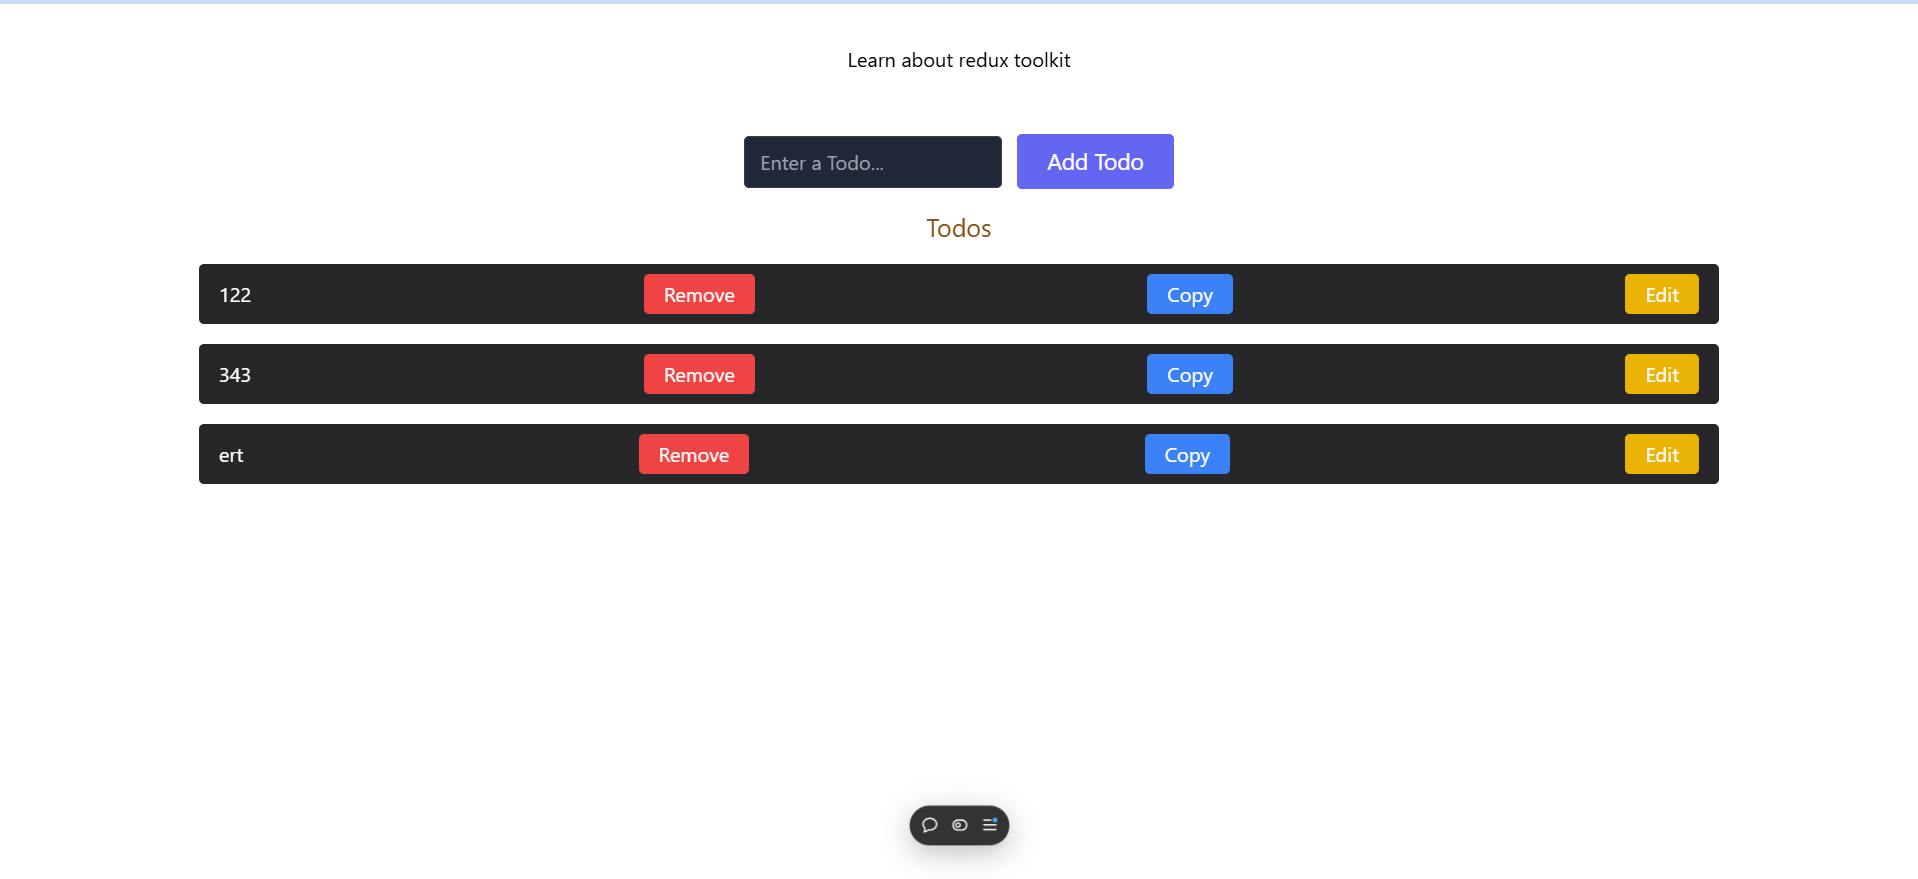 Learn about redux toolkit
Enter a Todo... Add Todo
Todos
122 Remove Copy Edit
343 Remove Copy Edit
ert Remove Copy Edit